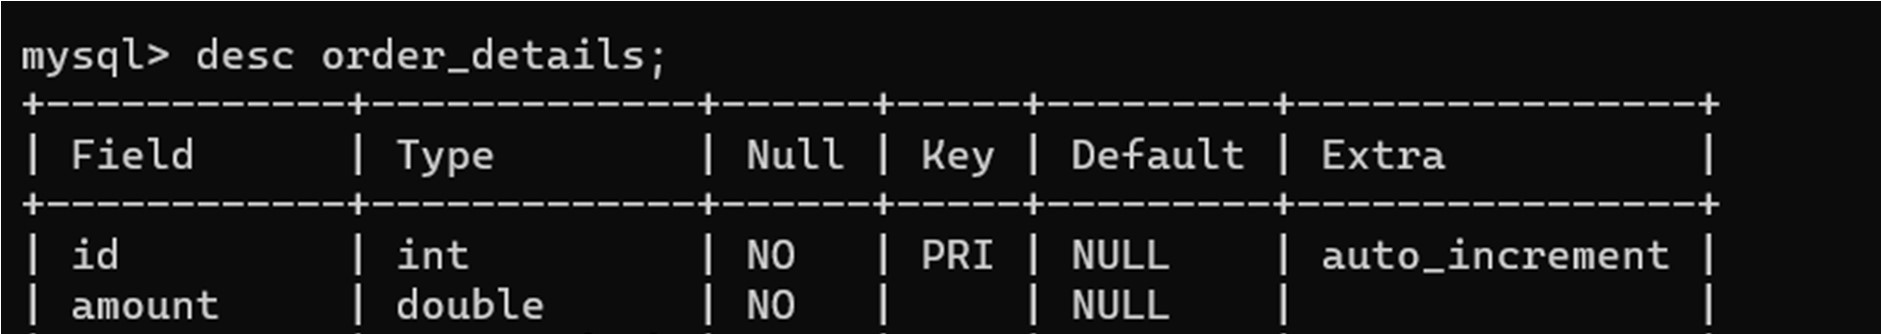 mysql> desc order_details;
+------------+-------------+------+-----+---------+----------------+
| Field      | Type        | Null | Key | Default | Extra          |
+------------+-------------+------+-----+---------+----------------+
| id         | int         | NO   | PRI | NULL    | auto_increment |
| amount     | double      | NO   |     | NULL    |                |